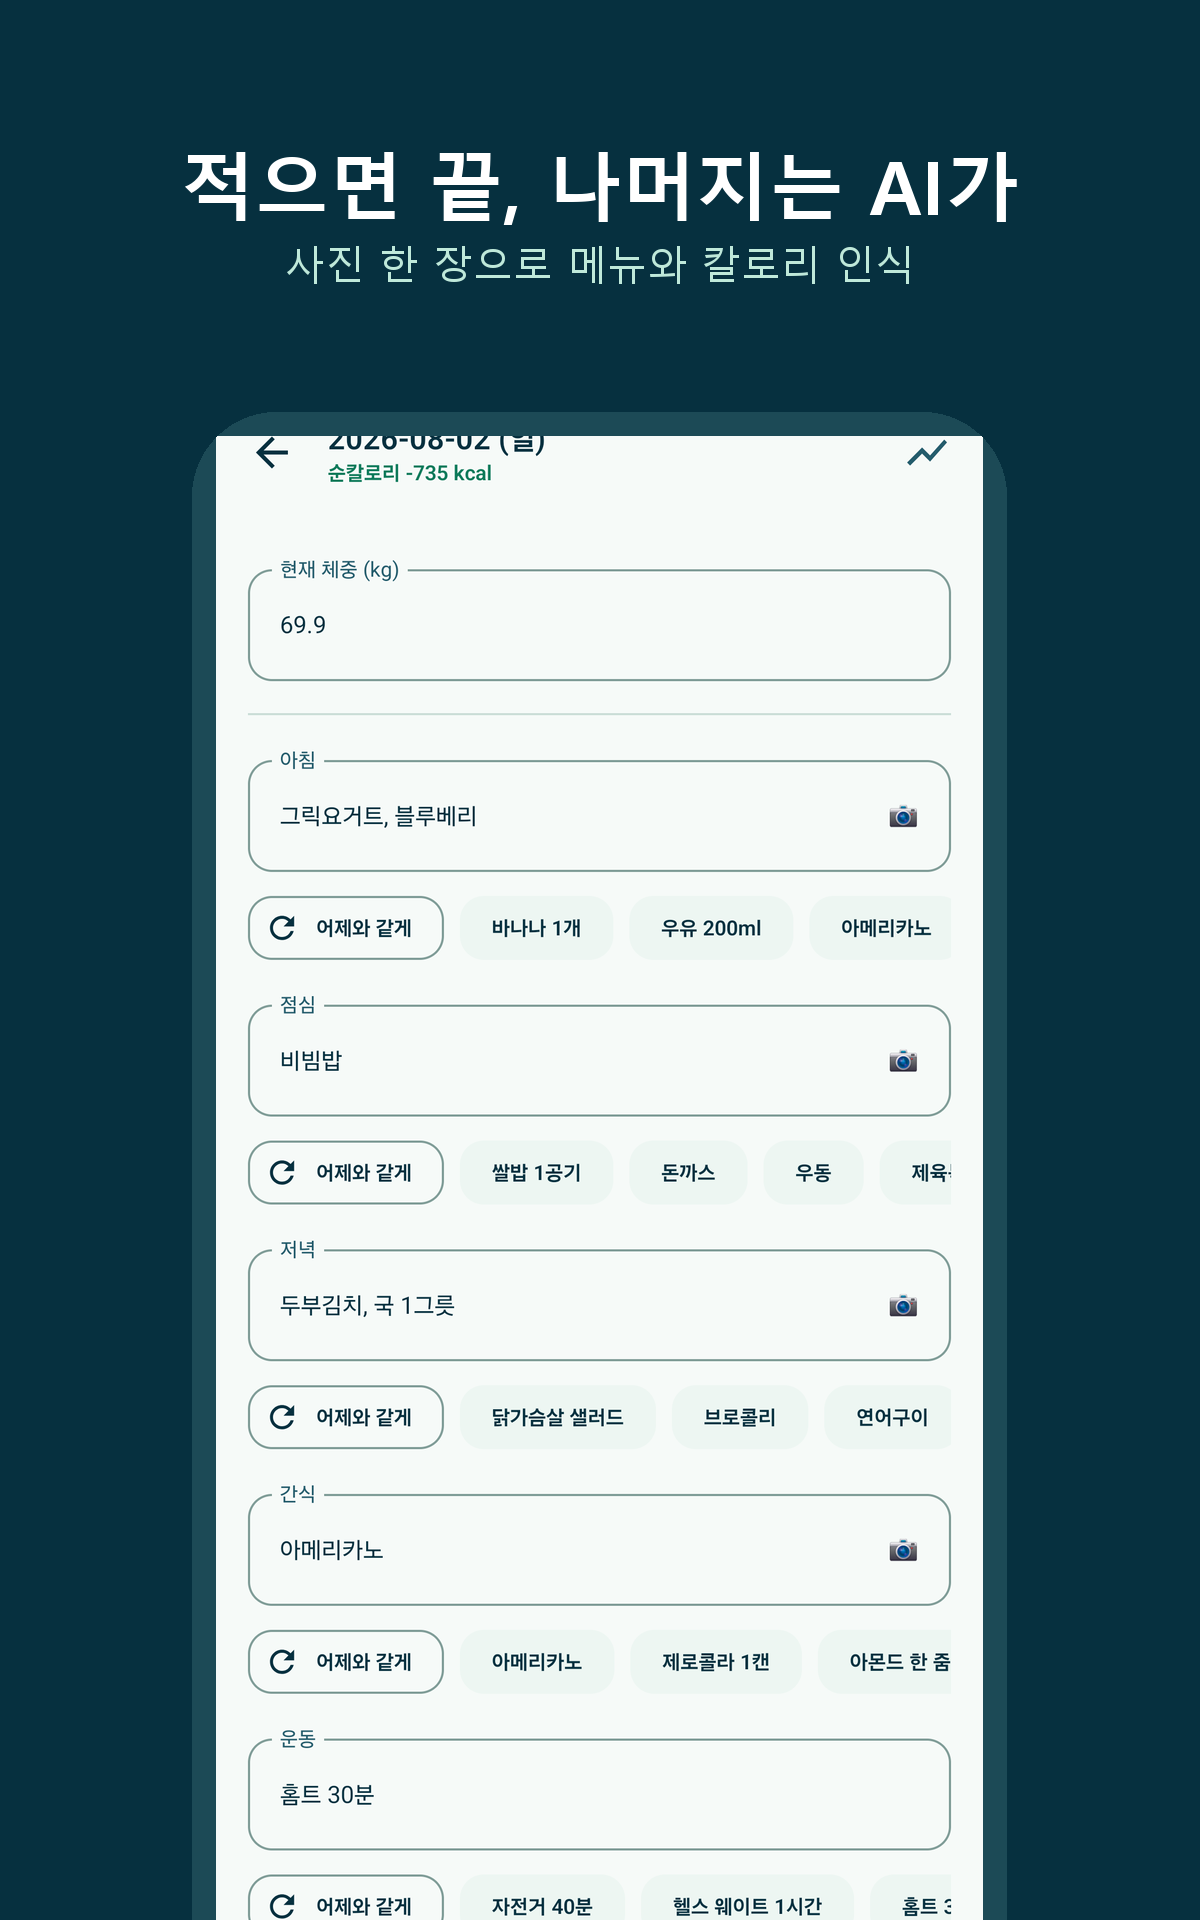 적으면 끝, 나머지는 AI가
사진 한 장으로 메뉴와 칼로리 인식
2026-08-02 (일)
순칼로리 -735 kcal
현재 체중 (kg)
69.9
아침
그릭요거트, 블루베리
어제와 같게 바나나 1개 우유 200ml 아메리카노
점심
비빔밥
어제와 같게 쌀밥 1공기 돈까스 우동 제육
저녁
두부김치, 국 1그릇
어제와 같게 닭가슴살 샐러드 브로콜리 연어구이
간식
아메리카노
어제와 같게 아메리카노 제로콜라 1캔 아몬드 한 줌
운동
홈트 30분
어제와 같게 자전거 40분 헬스 웨이트 1시간 홈트 3